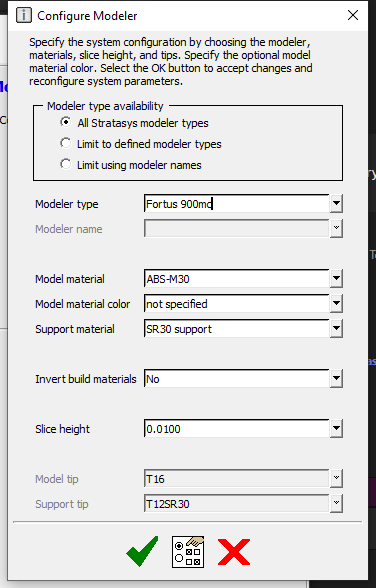 Configure Modeler
Specify the system configuration by choosing the modeler,
materials, slice height, and tips. Specify the optional model
material color. Select the OK button to accept changes and
reconfigure system parameters.
Modeler type availability
All Stratasys modeler types
Limit to defined modeler types
Limit using modeler names
Modeler type Fortus 900mc
Modeler name
Model material ABS-M30
Model material color not specified
Support material SR30 support
Invert build materials No
Slice height 0.0100
Model tip T16
Support tip T12SR30